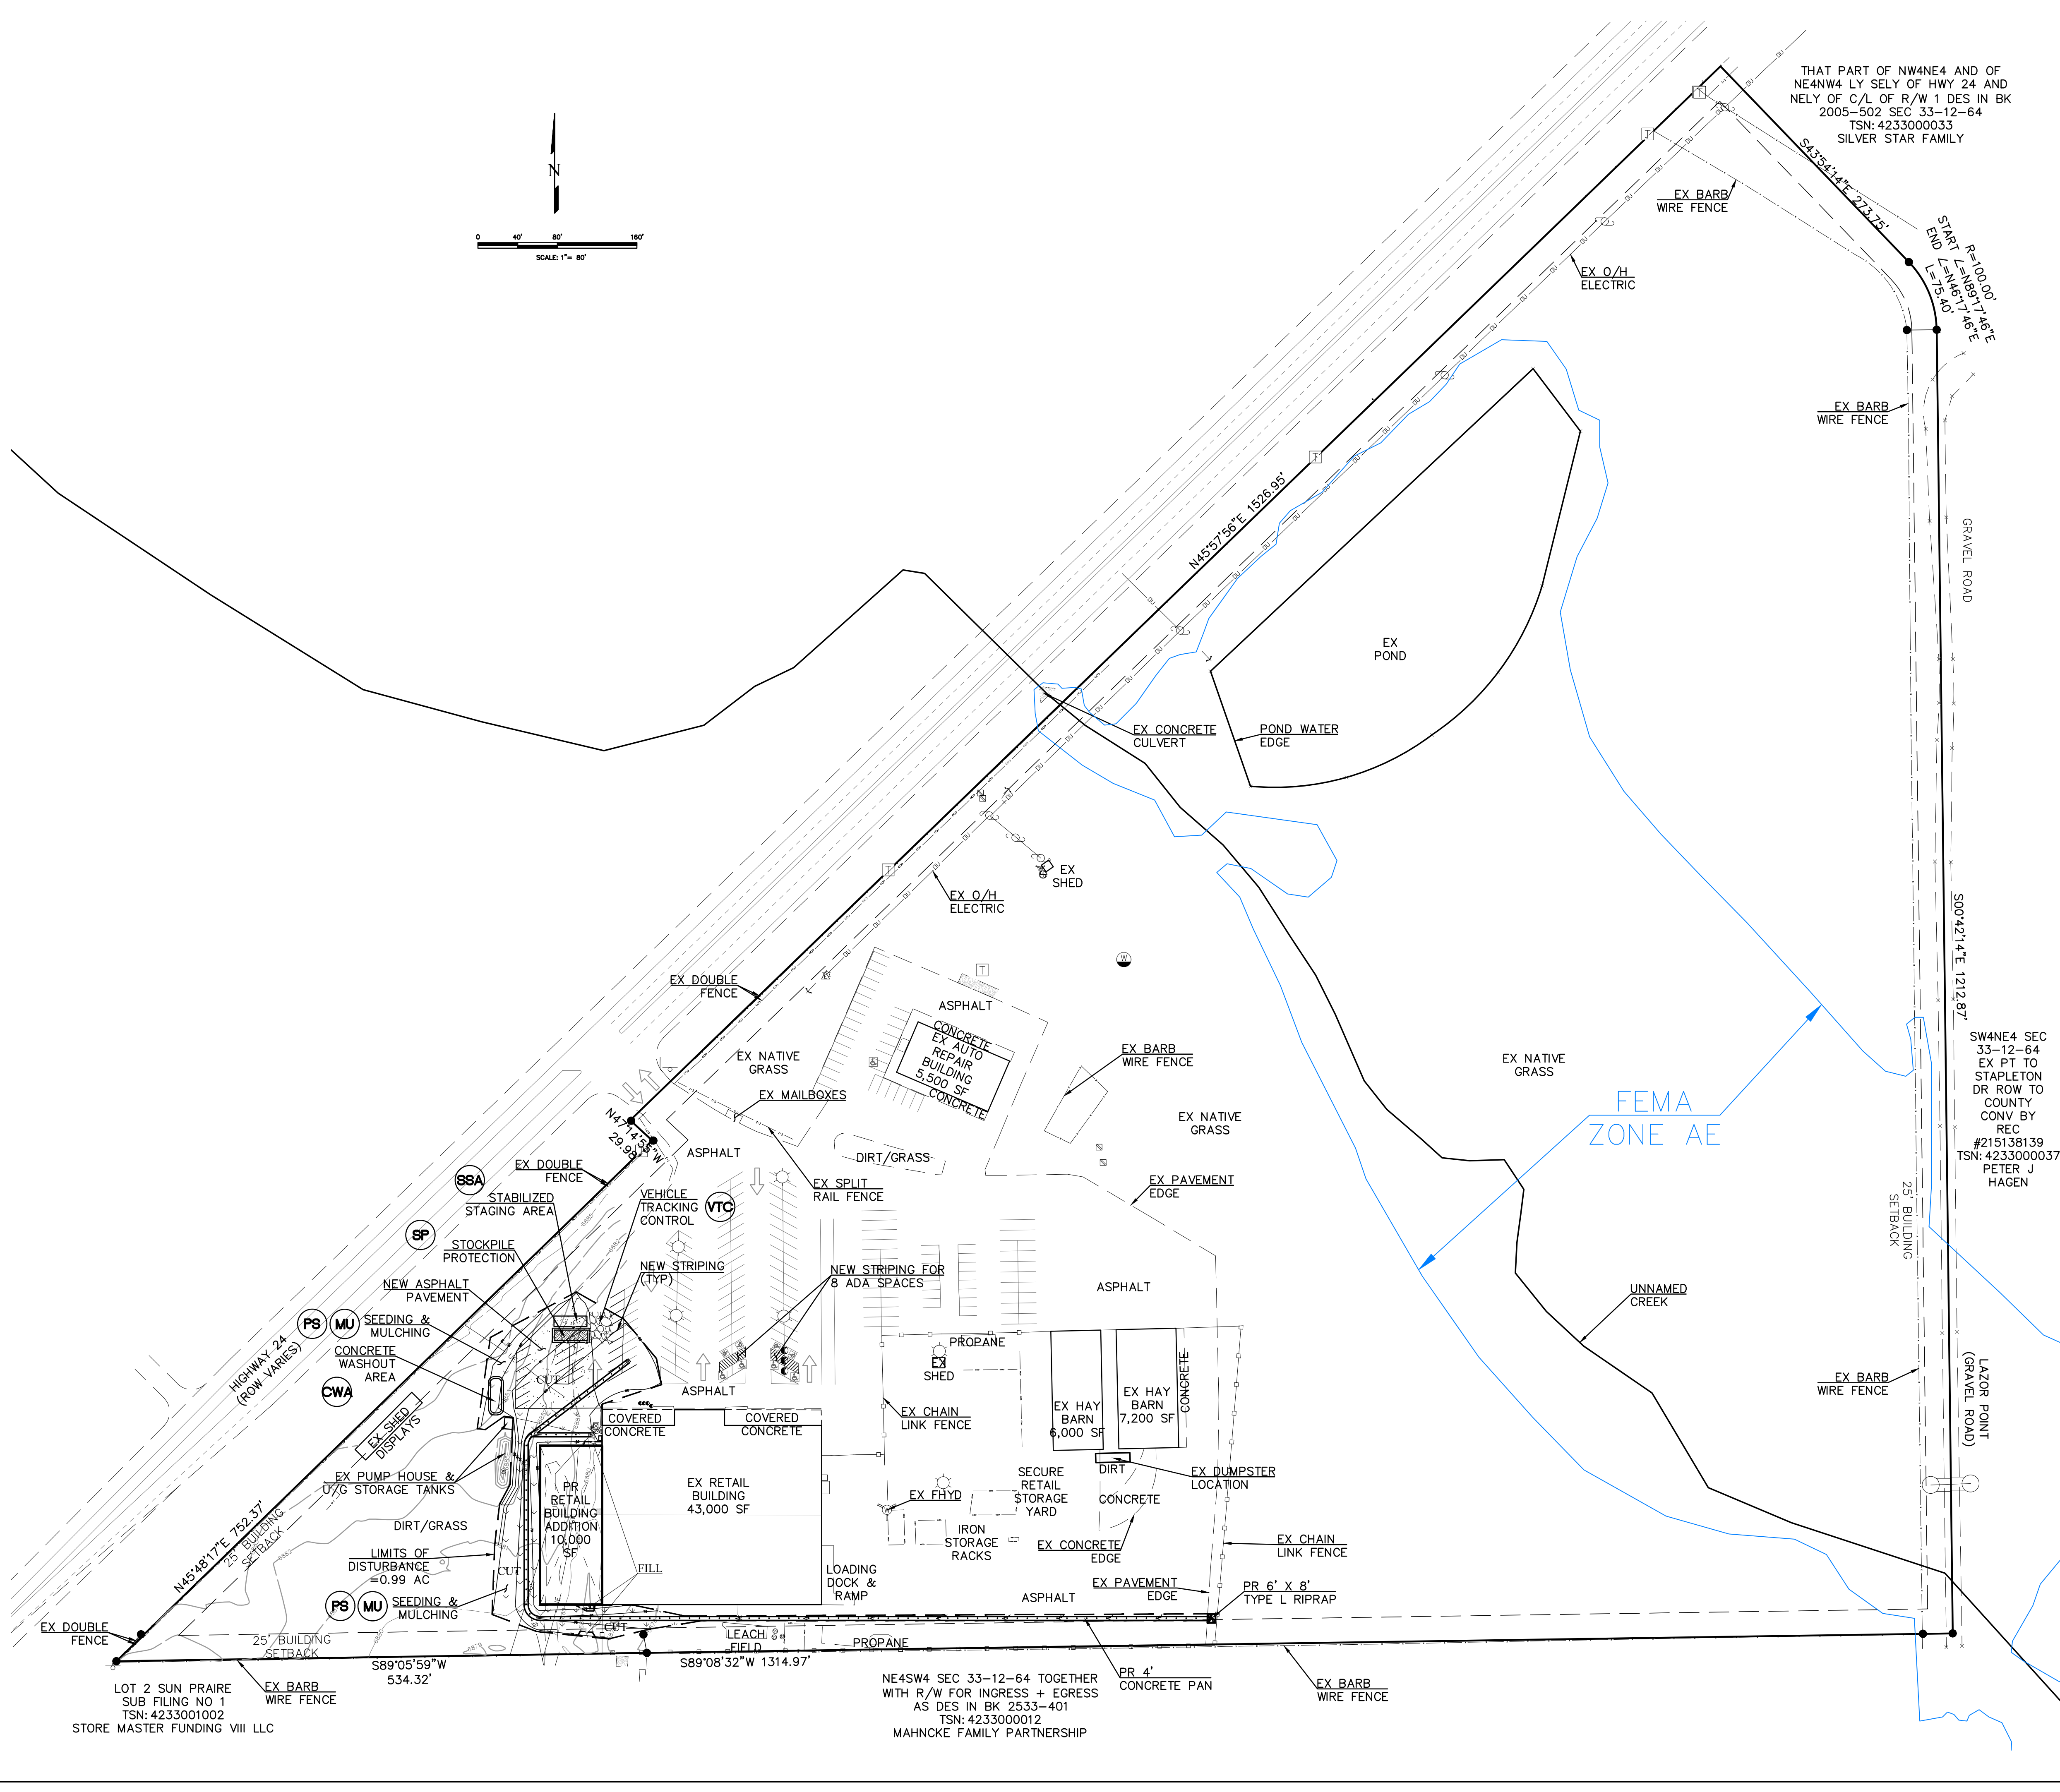 THAT PART OF NW4NE4 AND OF
NE4NW4 LY SELY OF HWY 24 AND
NELY OF C/L OF R/W 1 DES IN BK
2005-502 SEC 33-12-64
TSN: 4233000033
SILVER STAR FAMILY
N
0 40' 80' 160'
SCALE: 1"= 80'
S43°54'14"E 273.75'
EX BARB
WIRE FENCE
R=100.00'
START ∠=N89°17'46"E
END ∠=N46°17'46"E
L=75.40'
EX O/H
ELECTRIC
EX BARB
WIRE FENCE
N45°57'56"E 1526.95'
GRAVEL ROAD
EX
POND
EX CONCRETE
CULVERT
POND WATER
EDGE
EX
SHED
EX O/H
ELECTRIC
S00°42'14"E 1212.87'
W
T
EX DOUBLE
FENCE
ASPHALT
CONCRETE
EX AUTO
REPAIR
BUILDING
5,500 SF
CONCRETE
EX NATIVE
GRASS
EX BARB
WIRE FENCE
EX NATIVE
GRASS
SW4NE4 SEC
33-12-64
EX PT TO
STAPLETON
DR ROW TO
COUNTY
CONV BY
REC
#215138139
TSN: 4233000037
PETER J
HAGEN
EX MAILBOXES
FEMA
ZONE AE
EX NATIVE
GRASS
N47°14'55"W
29.98'
ASPHALT
DIRT/GRASS
EX DOUBLE
FENCE
SSA
STABILIZED
STAGING AREA
VEHICLE
TRACKING
CONTROL
VTC
EX SPLIT
RAIL FENCE
EX PAVEMENT
EDGE
25' BUILDING
SETBACK
SP
STOCKPILE
PROTECTION
6885
6882
NEW ASPHALT
PAVEMENT
NEW STRIPING
(TYP)
NEW STRIPING FOR
8 ADA SPACES
ASPHALT
UNNAMED
CREEK
PS
MU
SEEDING &
MULCHING
HIGHWAY 24
(ROW VARIES)
CONCRETE
WASHOUT
AREA
CWA
CUT
ASPHALT
PROPANE
EX
SHED
EX HAY
BARN
6,000 SF
EX HAY
BARN
7,200 SF
CONCRETE
EX BARB
WIRE FENCE
LAZOR POINT
(GRAVEL ROAD)
EX SHED
DISPLAYS
COVERED
CONCRETE
COVERED
CONCRETE
EX CHAIN
LINK FENCE
EX PUMP HOUSE &
U/G STORAGE TANKS
PR
RETAIL
BUILDING
ADDITION
10,000
SF
EX RETAIL
BUILDING
43,000 SF
EX FHYD
SECURE
RETAIL
STORAGE
YARD
DIRT
CONCRETE
EX DUMPSTER
LOCATION
N45°48'17"E 752.37'
25' BUILDING
SETBACK
DIRT/GRASS
IRON
STORAGE
RACKS
EX CONCRETE
EDGE
EX CHAIN
LINK FENCE
LIMITS OF
DISTURBANCE
=0.99 AC
CUT
FILL
LOADING
DOCK &
RAMP
ASPHALT
EX PAVEMENT
EDGE
PR 6' X 8'
TYPE L RIPRAP
PS
MU
SEEDING &
MULCHING
EX DOUBLE
FENCE
25' BUILDING
SETBACK
6880
6879
CUT
LEACH
FIELD
PROPANE
S89°05'59"W
534.32'
S89°08'32"W 1314.97'
LOT 2 SUN PRAIRE
SUB FILING NO 1
TSN: 4233001002
STORE MASTER FUNDING VIII LLC
EX BARB
WIRE FENCE
NE4SW4 SEC 33-12-64 TOGETHER
WITH R/W FOR INGRESS + EGRESS
AS DES IN BK 2533-401
TSN: 4233000012
MAHNCKE FAMILY PARTNERSHIP
PR 4'
CONCRETE PAN
EX BARB
WIRE FENCE